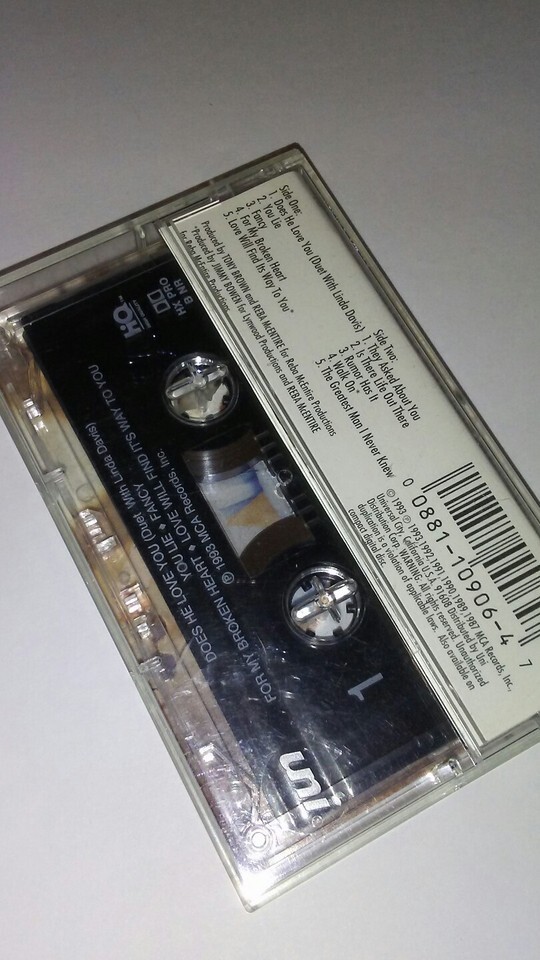 Side One:
1. Does He Love You (Duet With Linda Davis)
2. You Lie
3. Fancy
4. For My Broken Heart
5. Love Will Find Its Way To You*
Side Two:
1. They Asked About You
2. Is There Life Out There
3. Rumor Has It
4. Walk On*
5. The Greatest Man I Never Knew
Produced by TONY BROWN and REBA McENTIRE for Reba McEntire Productions
*Produced by JIMMY BOWEN for Lynwood Productions and REBA McENTIRE
for Reba McEntire Productions
0 0881-10906-4 7
© 1993 ℗ 1993,1992,1991,1990,1989,1987 MCA Records, Inc.,
Universal City, California U.S.A. 91608 Distributed by Uni
Distribution Corp. WARNING: All rights reserved. Unauthorized
duplication is a violation of applicable laws. Also available on
compact digital disc.
HQ
HX PRO
B NR
DOES HE LOVE YOU (Duet With Linda Davis)
YOU LIE ♦ FANCY
FOR MY BROKEN HEART ♦ LOVE WILL FIND IT'S WAY TO YOU
℗ 1993 MCA Records, Inc.
1